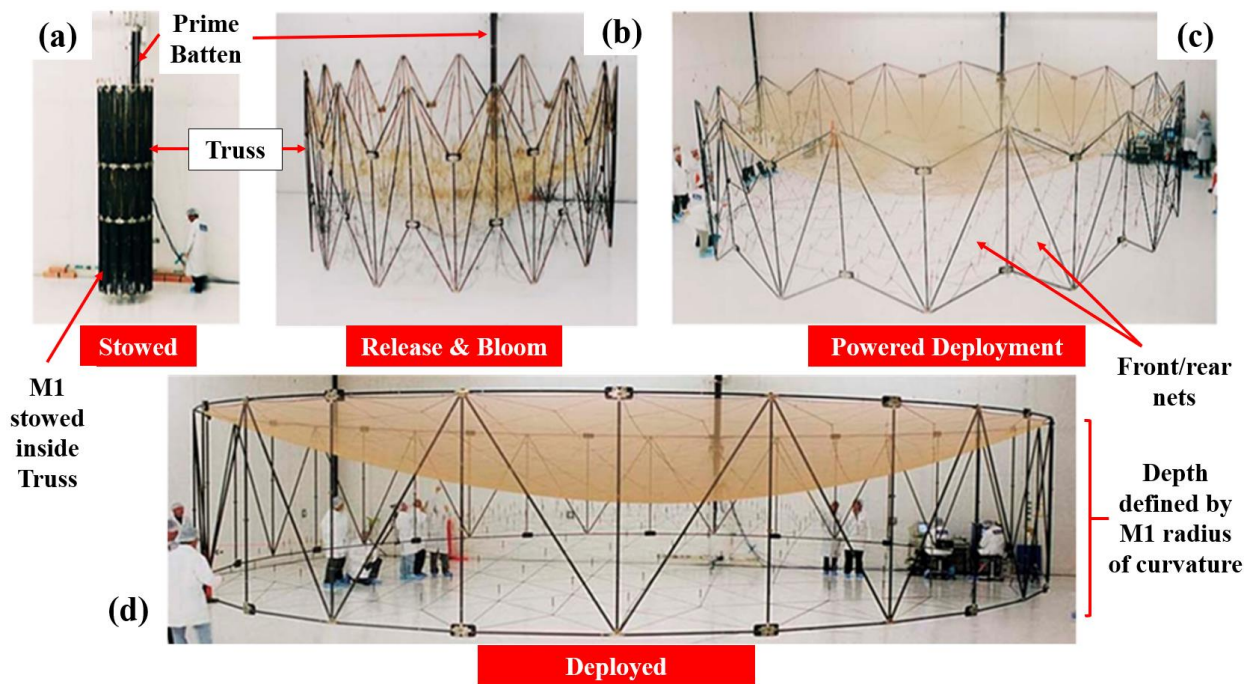 (a)
Prime
Batten
(b)
(c)
Truss
Stowed
Release & Bloom
Powered Deployment
M1
stowed
inside
Truss
Front/rear
nets
Depth
defined by
M1 radius
of curvature
(d)
Deployed